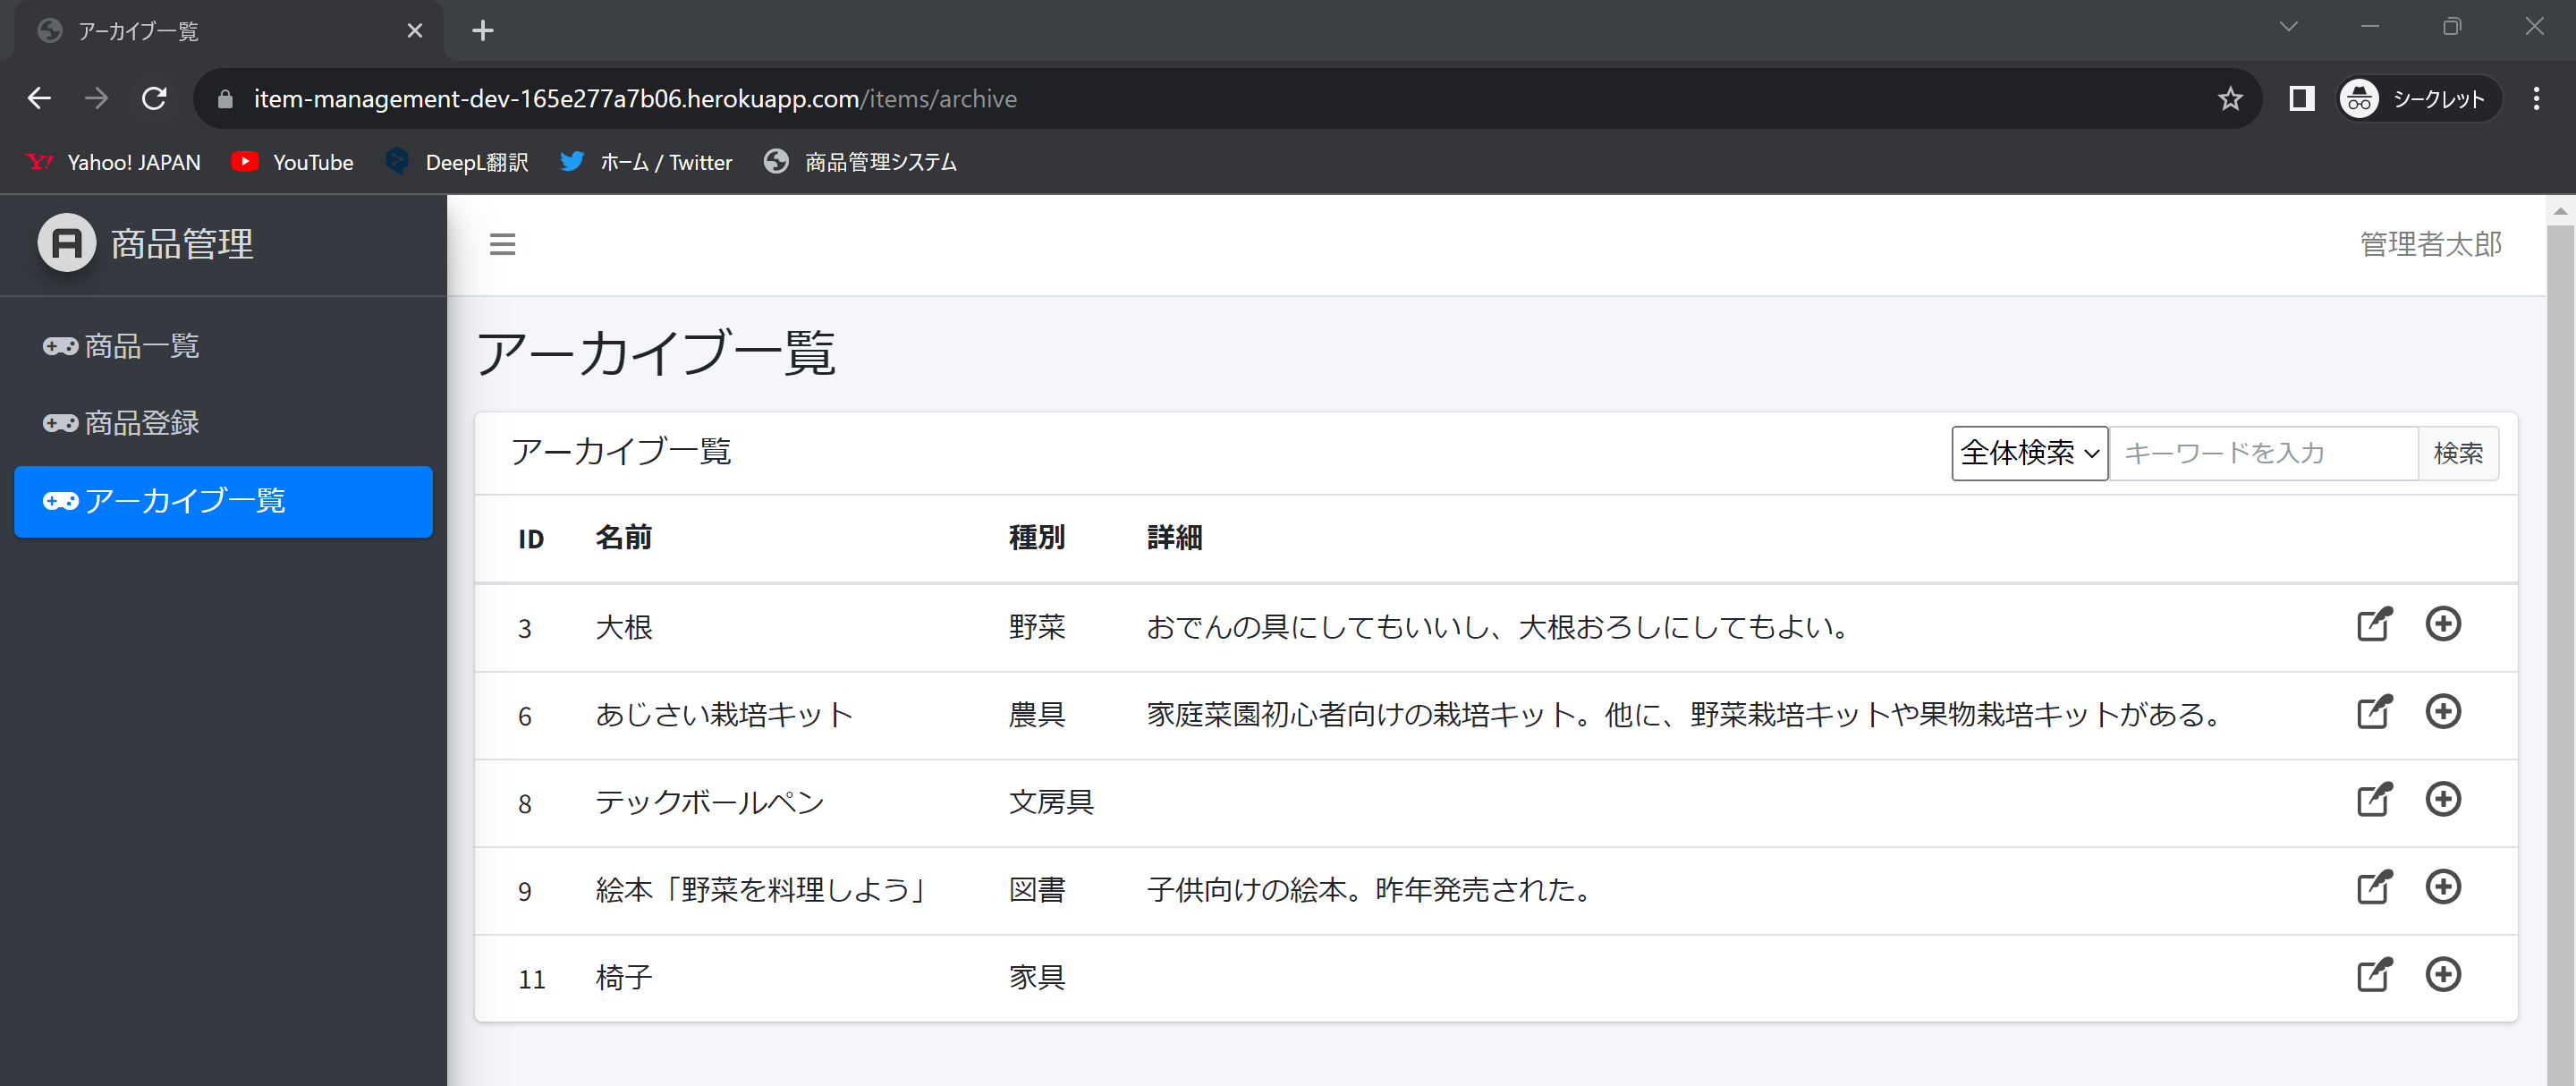 アーカイブ一覧
item-management-dev-165e277a7b06.herokuapp.com/items/archive
シークレット
Yahoo! JAPAN YouTube DeepL翻訳 ホーム / Twitter 商品管理システム
商品管理
管理者太郎
商品一覧
商品登録
アーカイブ一覧
アーカイブ一覧
アーカイブ一覧 全体検索 キーワードを入力 検索
ID 名前 種別 詳細
3 大根 野菜 おでんの具にしてもいいし、大根おろしにしてもよい。
6 あじさい栽培キット 農具 家庭菜園初心者向けの栽培キット。他に、野菜栽培キットや果物栽培キットがある。
8 テックボールペン 文房具
9 絵本「野菜を料理しよう」 図書 子供向けの絵本。昨年発売された。
11 椅子 家具